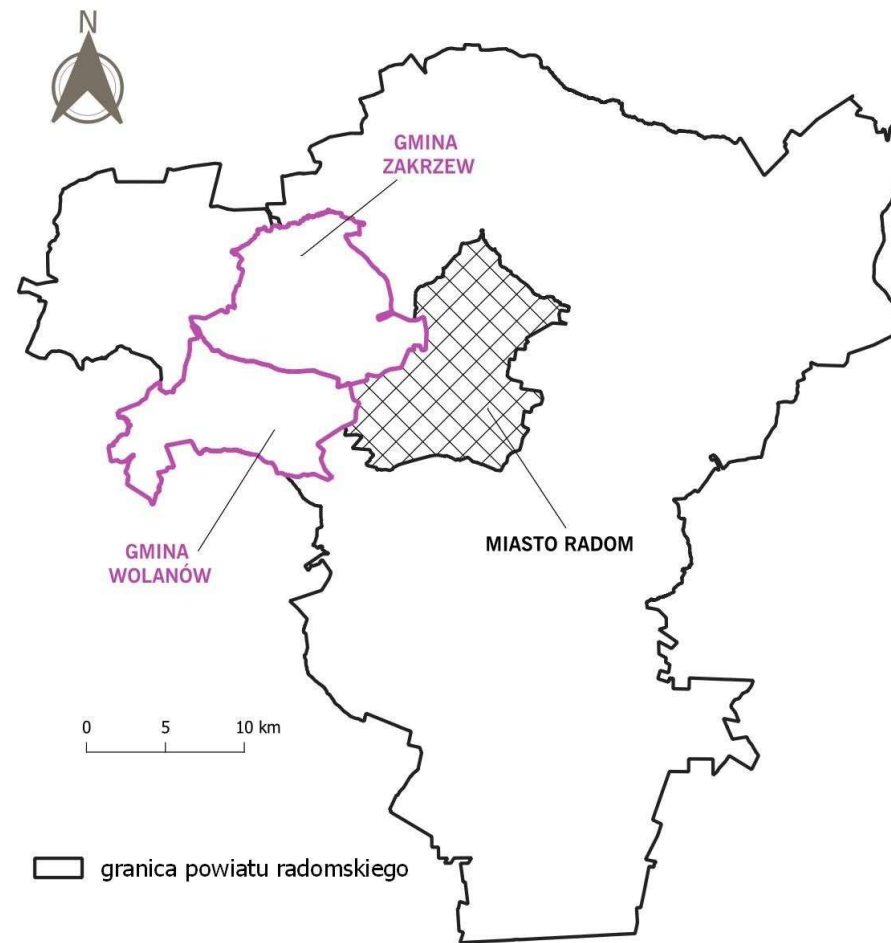 N
GMINA
ZAKRZEW
MIASTO RADOM
GMINA
WOLANÓW
0 5 10 km
granica powiatu radomskiego